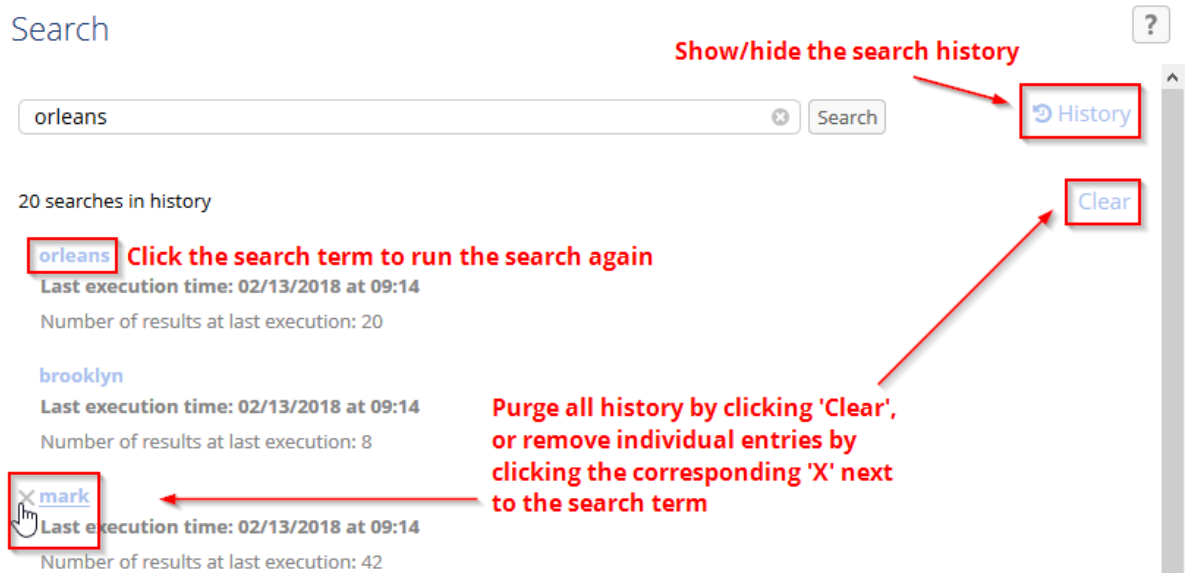 Search
?
Show/hide the search history
orleans
Search
History
20 searches in history
Clear
orleans
Click the search term to run the search again
Last execution time: 02/13/2018 at 09:14
Number of results at last execution: 20
brooklyn
Last execution time: 02/13/2018 at 09:14
Number of results at last execution: 8
Purge all history by clicking 'Clear',
or remove individual entries by
clicking the corresponding 'X' next
to the search term
mark
Last execution time: 02/13/2018 at 09:14
Number of results at last execution: 42